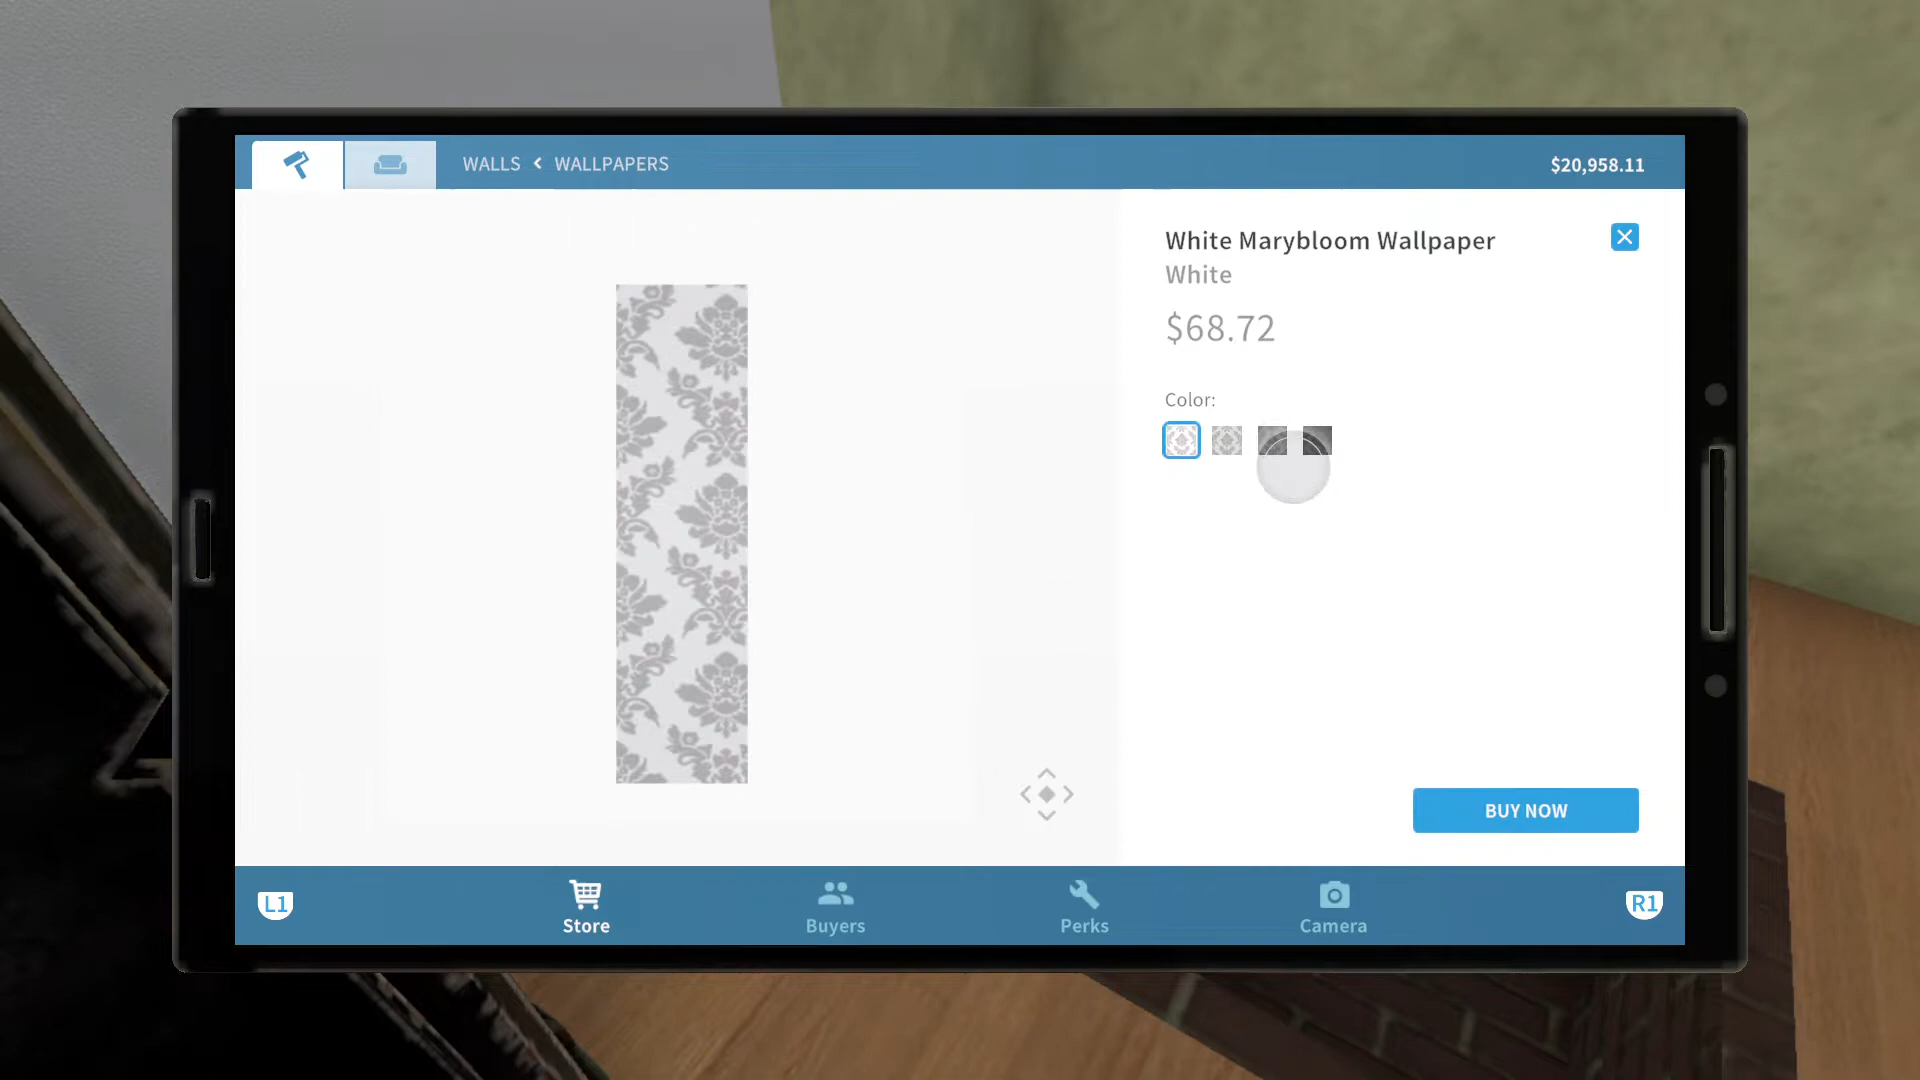 WALLS < WALLPAPERS
$20,958.11
White Marybloom Wallpaper
White
$68.72
Color:
BUY NOW
L1
Store
Buyers
Perks
Camera
R1